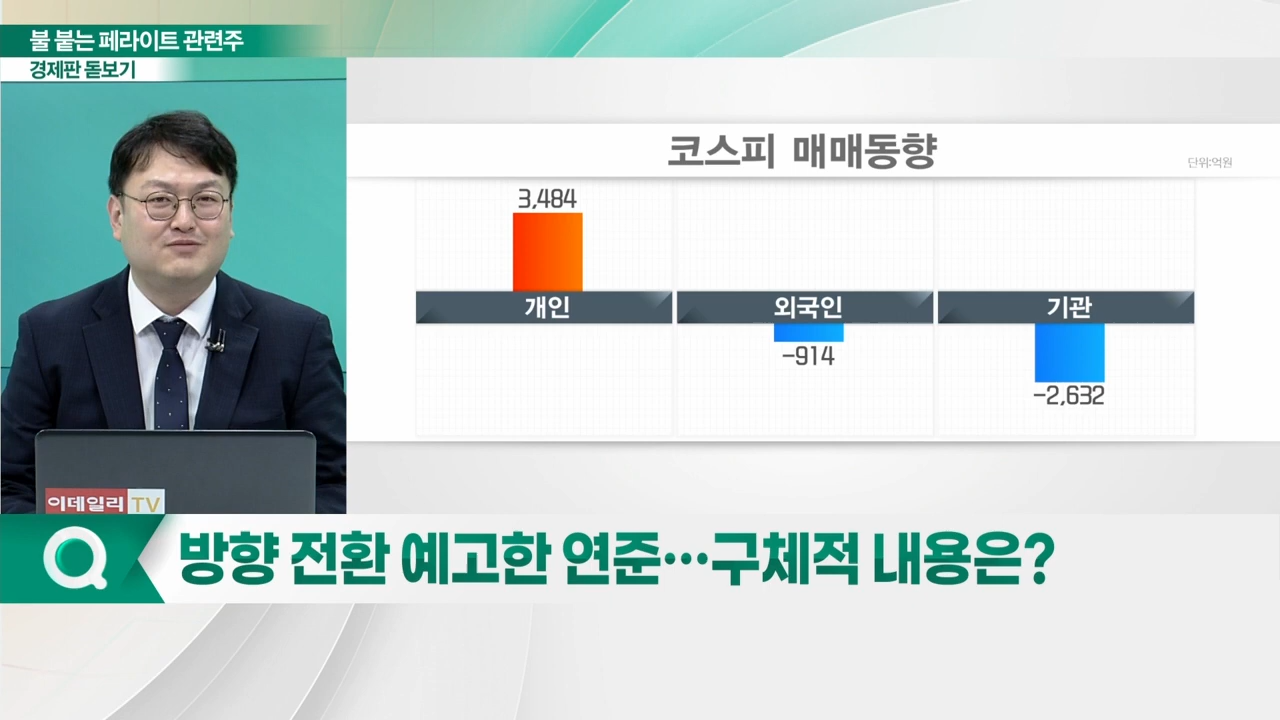 불 붙는 페라이트 관련주
경제판 돋보기
코스피 매매동향
단위:억원
3,484
개인
외국인
기관
-914
-2,632
이데일리TV
Q 방향 전환 예고한 연준…구체적 내용은?